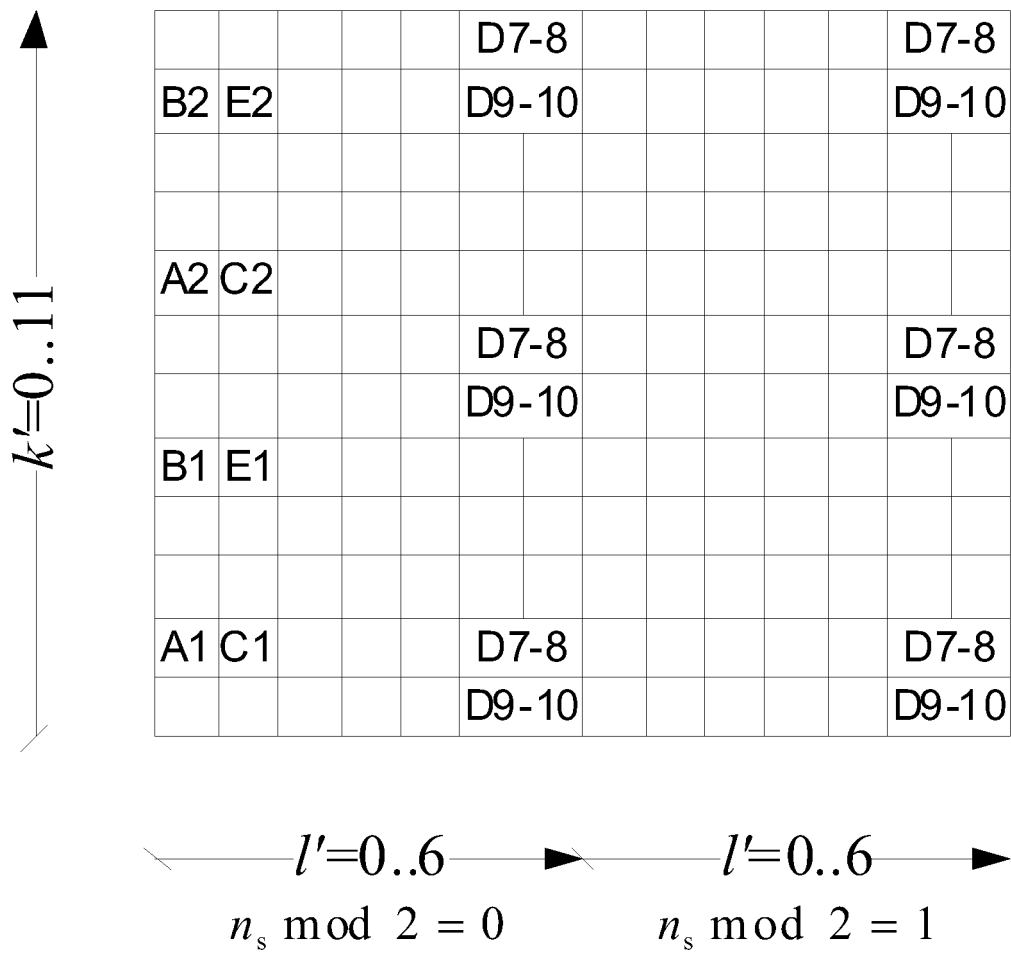 D7-8 D7-8
B2 E2 D9-10 D9-10
A2 C2
D7-8 D7-8
D9-10 D9-10
B1 E1
A1 C1 D7-8 D7-8
D9-10 D9-10
k'=0..11
l'=0..6 l'=0..6
nₛ mod 2 = 0 nₛ mod 2 = 1